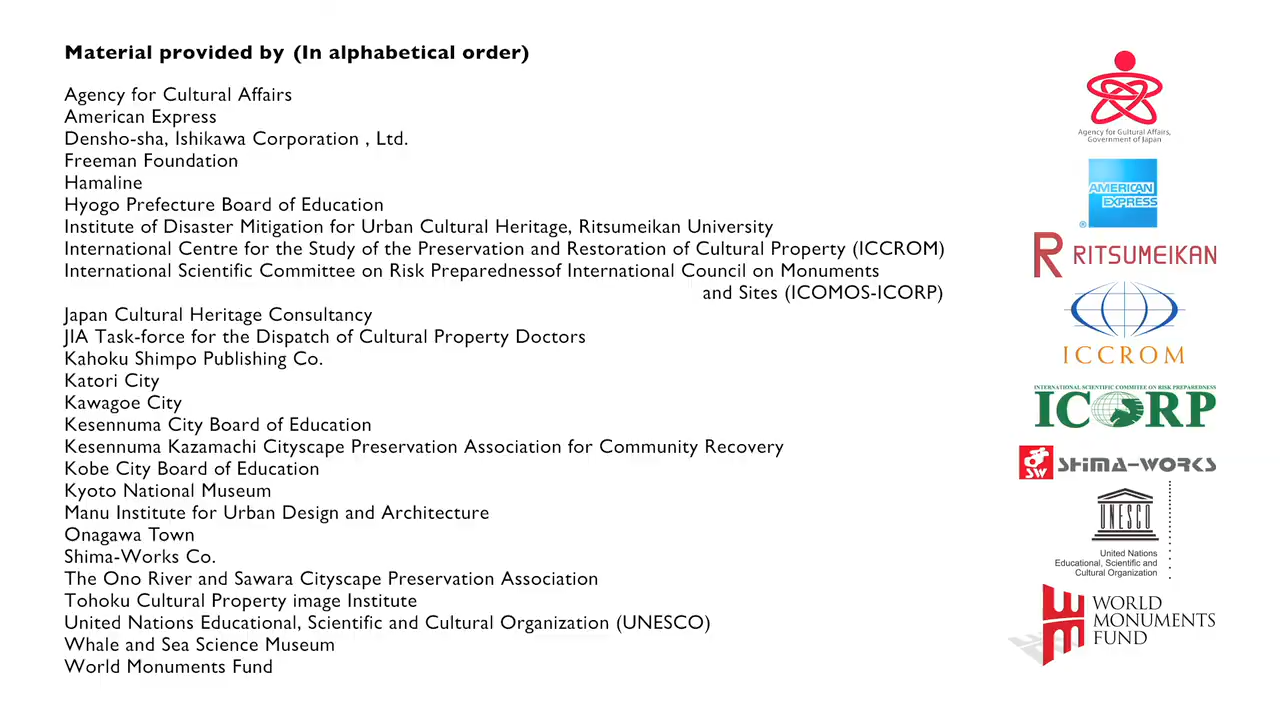 Material provided by (In alphabetical order)
Agency for Cultural Affairs
American Express
Densho-sha, Ishikawa Corporation , Ltd.
Freeman Foundation
Hamaline
Hyogo Prefecture Board of Education
Institute of Disaster Mitigation for Urban Cultural Heritage, Ritsumeikan University
International Centre for the Study of the Preservation and Restoration of Cultural Property (ICCROM)
International Scientific Committee on Risk Preparednessof International Council on Monuments
and Sites (ICOMOS-ICORP)
Japan Cultural Heritage Consultancy
JIA Task-force for the Dispatch of Cultural Property Doctors
Kahoku Shimpo Publishing Co.
Katori City
Kawagoe City
Kesennuma City Board of Education
Kesennuma Kazamachi Cityscape Preservation Association for Community Recovery
Kobe City Board of Education
Kyoto National Museum
Manu Institute for Urban Design and Architecture
Onagawa Town
Shima-Works Co.
The Ono River and Sawara Cityscape Preservation Association
Tohoku Cultural Property image Institute
United Nations Educational, Scientific and Cultural Organization (UNESCO)
Whale and Sea Science Museum
World Monuments Fund
Agency for Cultural Affairs,
Government of Japan
AMERICAN
EXPRESS
®
R RITSUMEIKAN
ICCROM
INTERNATIONAL SCIENTIFIC COMMITEE ON RISK PREPAREDNESS
ICORP
SW SHIMA-WORKS
UNESCO
United Nations
Educational, Scientific and
Cultural Organization
WORLD
MONUMENTS
FUND